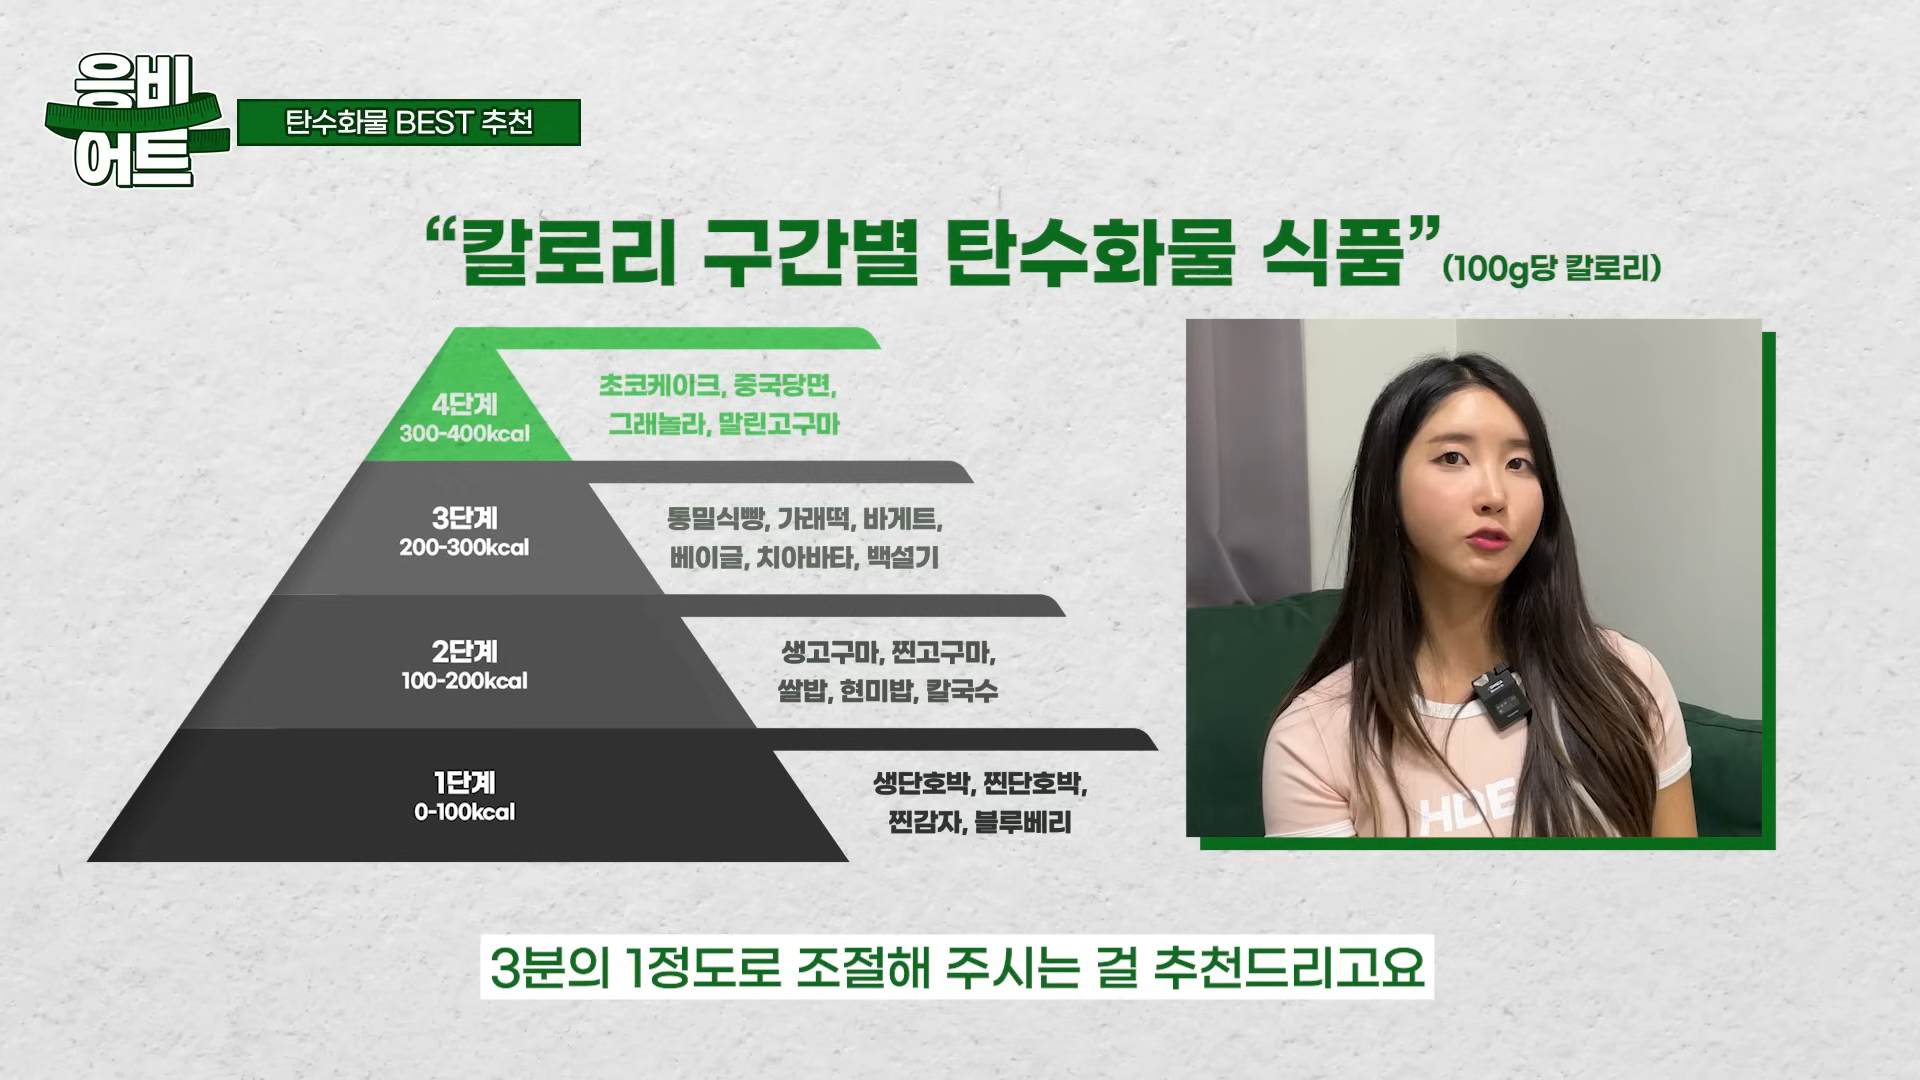 응비
어트
탄수화물 BEST 추천
“칼로리 구간별 탄수화물 식품” (100g당 칼로리)
4단계
300-400kcal
초코케이크, 중국당면,
그래놀라, 말린고구마
3단계
200-300kcal
통밀식빵, 가래떡, 바게트,
베이글, 치아바타, 백설기
2단계
100-200kcal
생고구마, 찐고구마,
쌀밥, 현미밥, 칼국수
1단계
0-100kcal
생단호박, 찐단호박,
찐감자, 블루베리
HDE
3분의 1정도로 조절해 주시는 걸 추천드리고요